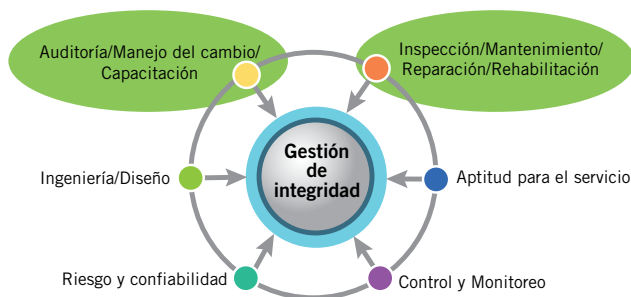 Auditoría/Manejo del cambio/
Capacitación
Inspección/Mantenimiento/
Reparación/Rehabilitación
Gestión
de
integridad
Ingeniería/Diseño
Aptitud para el servicio
Riesgo y confiabilidad
Control y Monitoreo